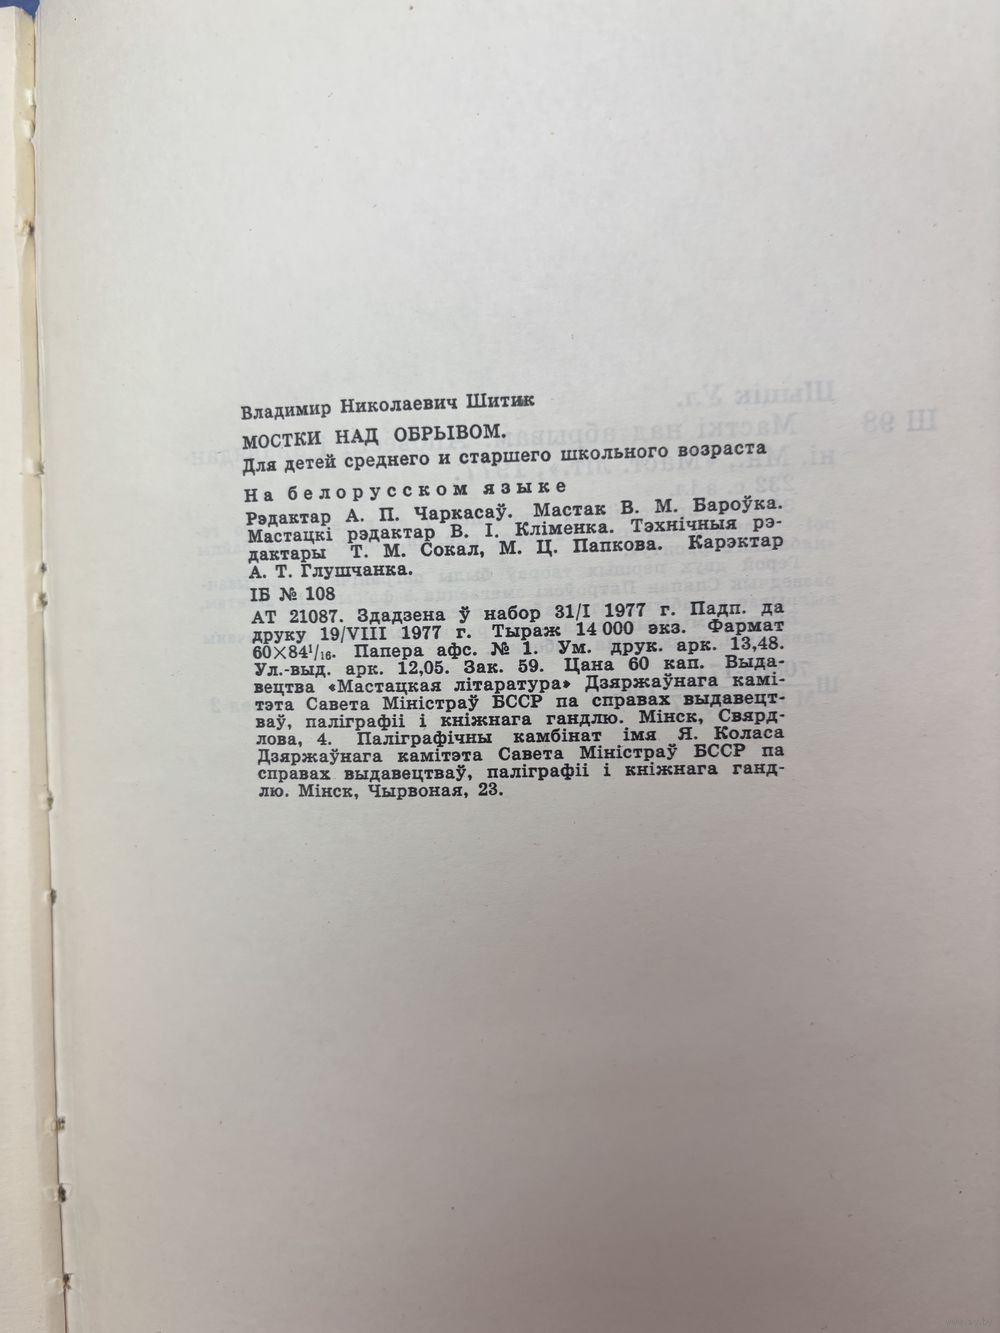 Владимир Николаевич Шитик
МОСТКИ НАД ОБРЫВОМ.
Для детей среднего и старшего школьного возраста
На белорусском языке
Рэдактар А. П. Чаркасаў. Мастак В. М. Бароўка.
Мастацкі рэдактар В. І. Кліменка. Тэхнічныя рэ-
дактары Т. М. Сокал, М. Ц. Папкова. Карэктар
А. Т. Глушчанка.
ІБ № 108
АТ 21087. Здадзена ў набор 31/I 1977 г. Падп. да
друку 19/VIII 1977 г. Тыраж 14 000 экз. Фармат
60×84¹/₁₆. Папера афс. № 1. Ум. друк. арк. 13,48.
Ул.-выд. арк. 12,05. Зак. 59. Цана 60 кап. Выда-
вецтва «Мастацкая літаратура» Дзяржаўнага камі-
тэта Савета Міністраў БССР па справах выдавецт-
ваў, паліграфіі і кніжнага гандлю. Мінск, Свярд-
лова, 4. Паліграфічны камбінат імя Я. Коласа
Дзяржаўнага камітэта Савета Міністраў БССР па
справах выдавецтваў, паліграфіі і кніжнага ганд-
лю. Мінск, Чырвоная, 23.